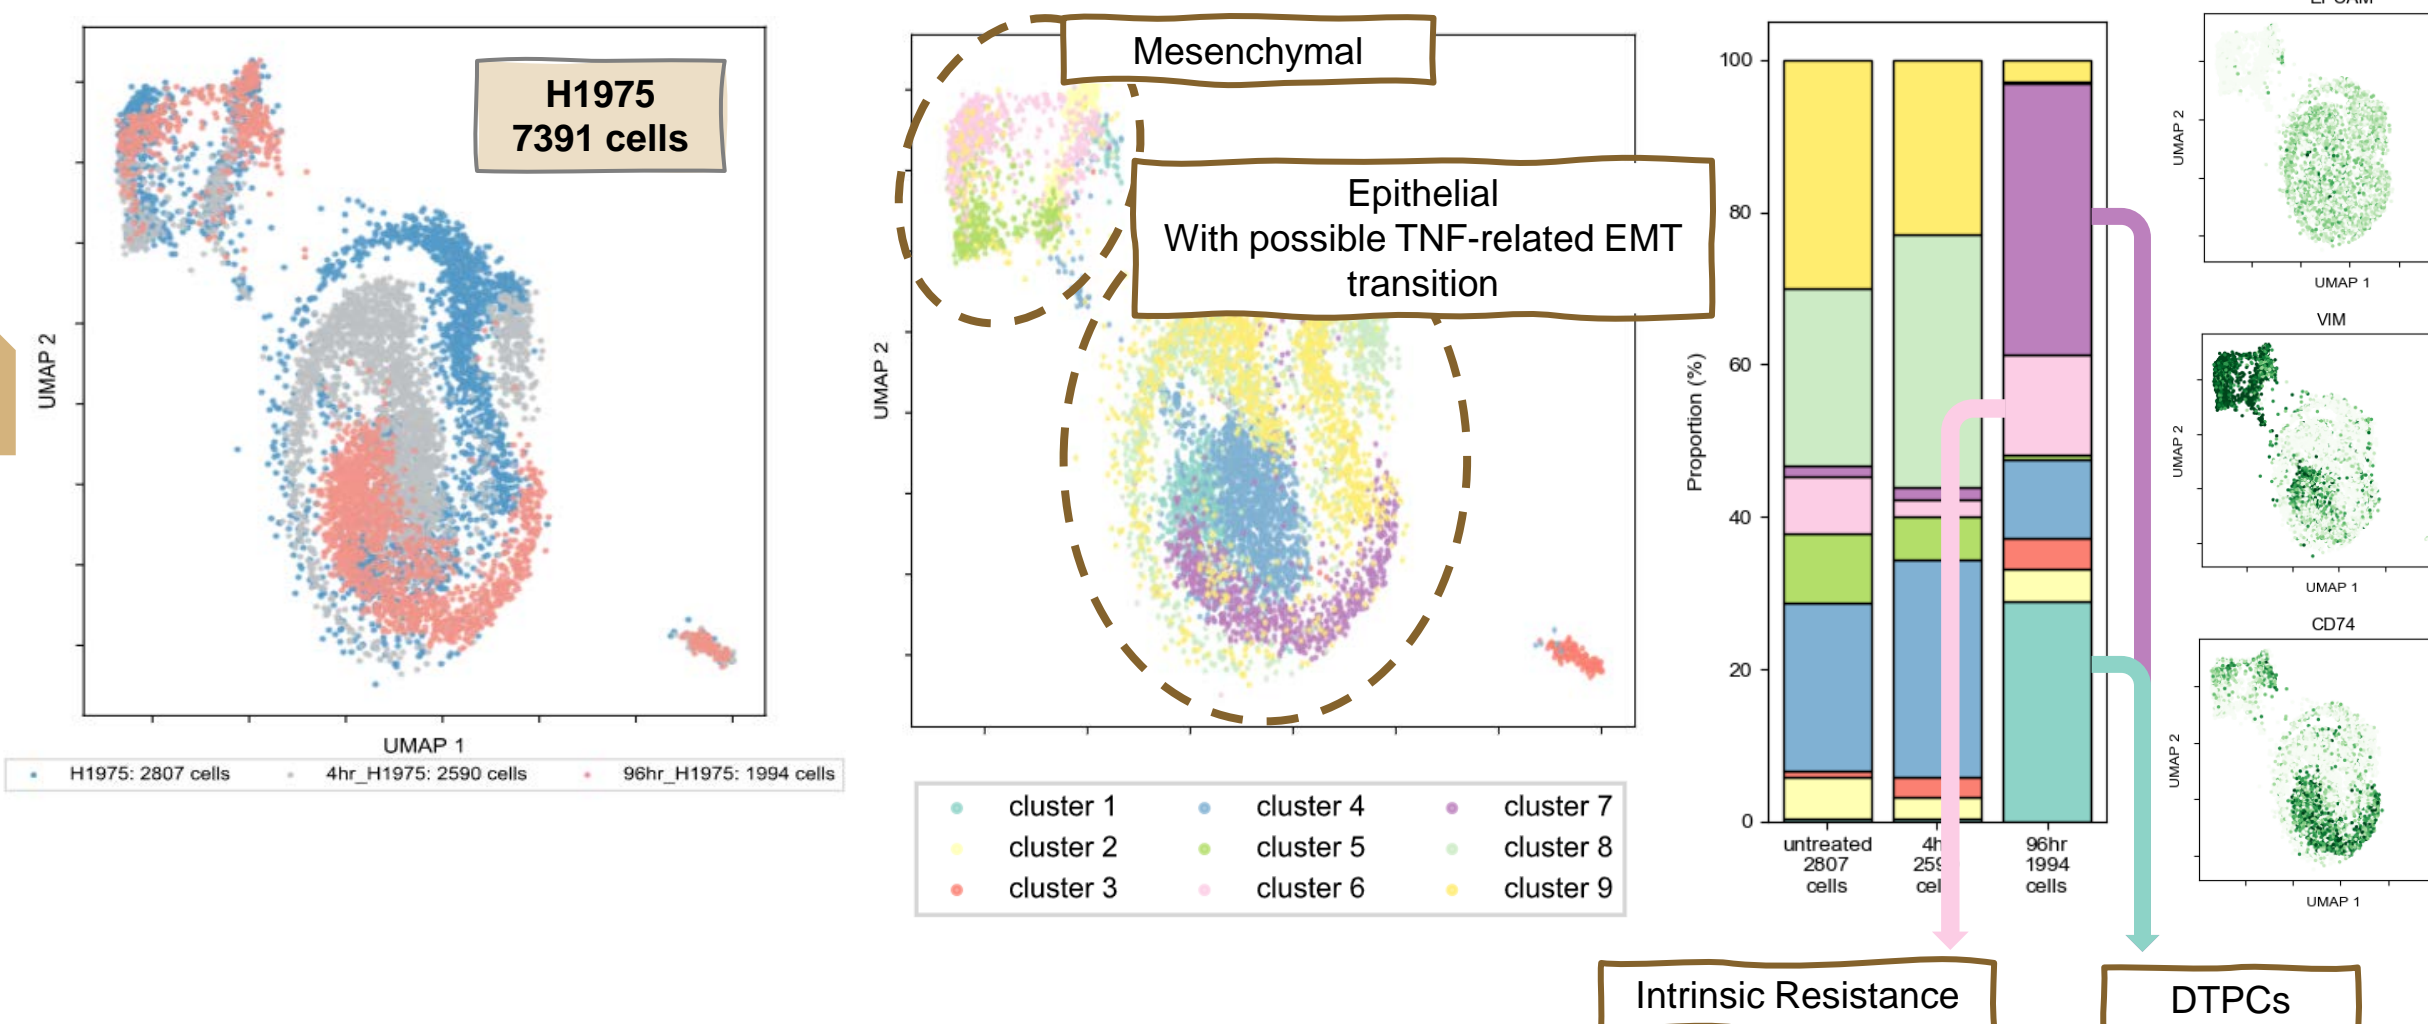 H1975
7391 cells
UMAP 2
UMAP 1
H1975: 2807 cells
4hr_H1975: 2590 cells
96hr_H1975: 1994 cells
Mesenchymal
Epithelial
With possible TNF-related EMT
transition
UMAP 2
cluster 1
cluster 4
cluster 7
cluster 2
cluster 5
cluster 8
cluster 3
cluster 6
cluster 9
Proportion (%)
100
80
60
40
20
0
untreated
2807
cells
96hr
1994
cells
Intrinsic Resistance
DTPCs
UMAP 2
UMAP 1
VIM
UMAP 2
UMAP 1
CD74
UMAP 2
UMAP 1